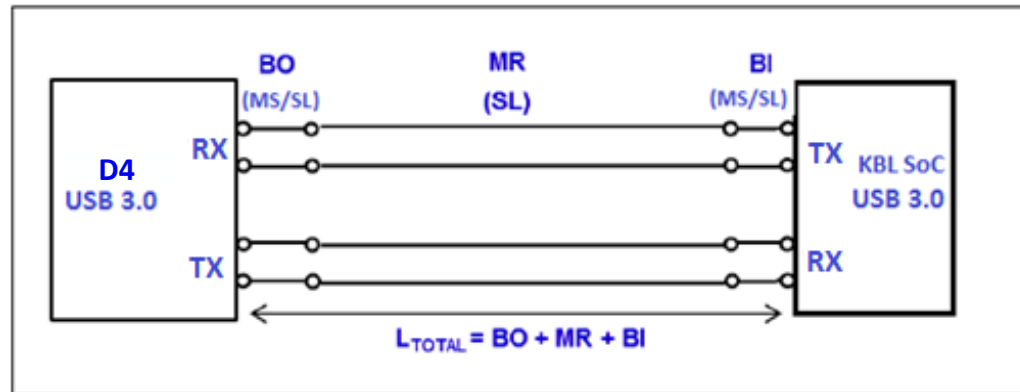 BO
(MS/SL)
MR
(SL)
BI
(MS/SL)
RX
D4
USB 3.0
TX
TX
KBL SoC
USB 3.0
RX
L_TOTAL = BO + MR + BI